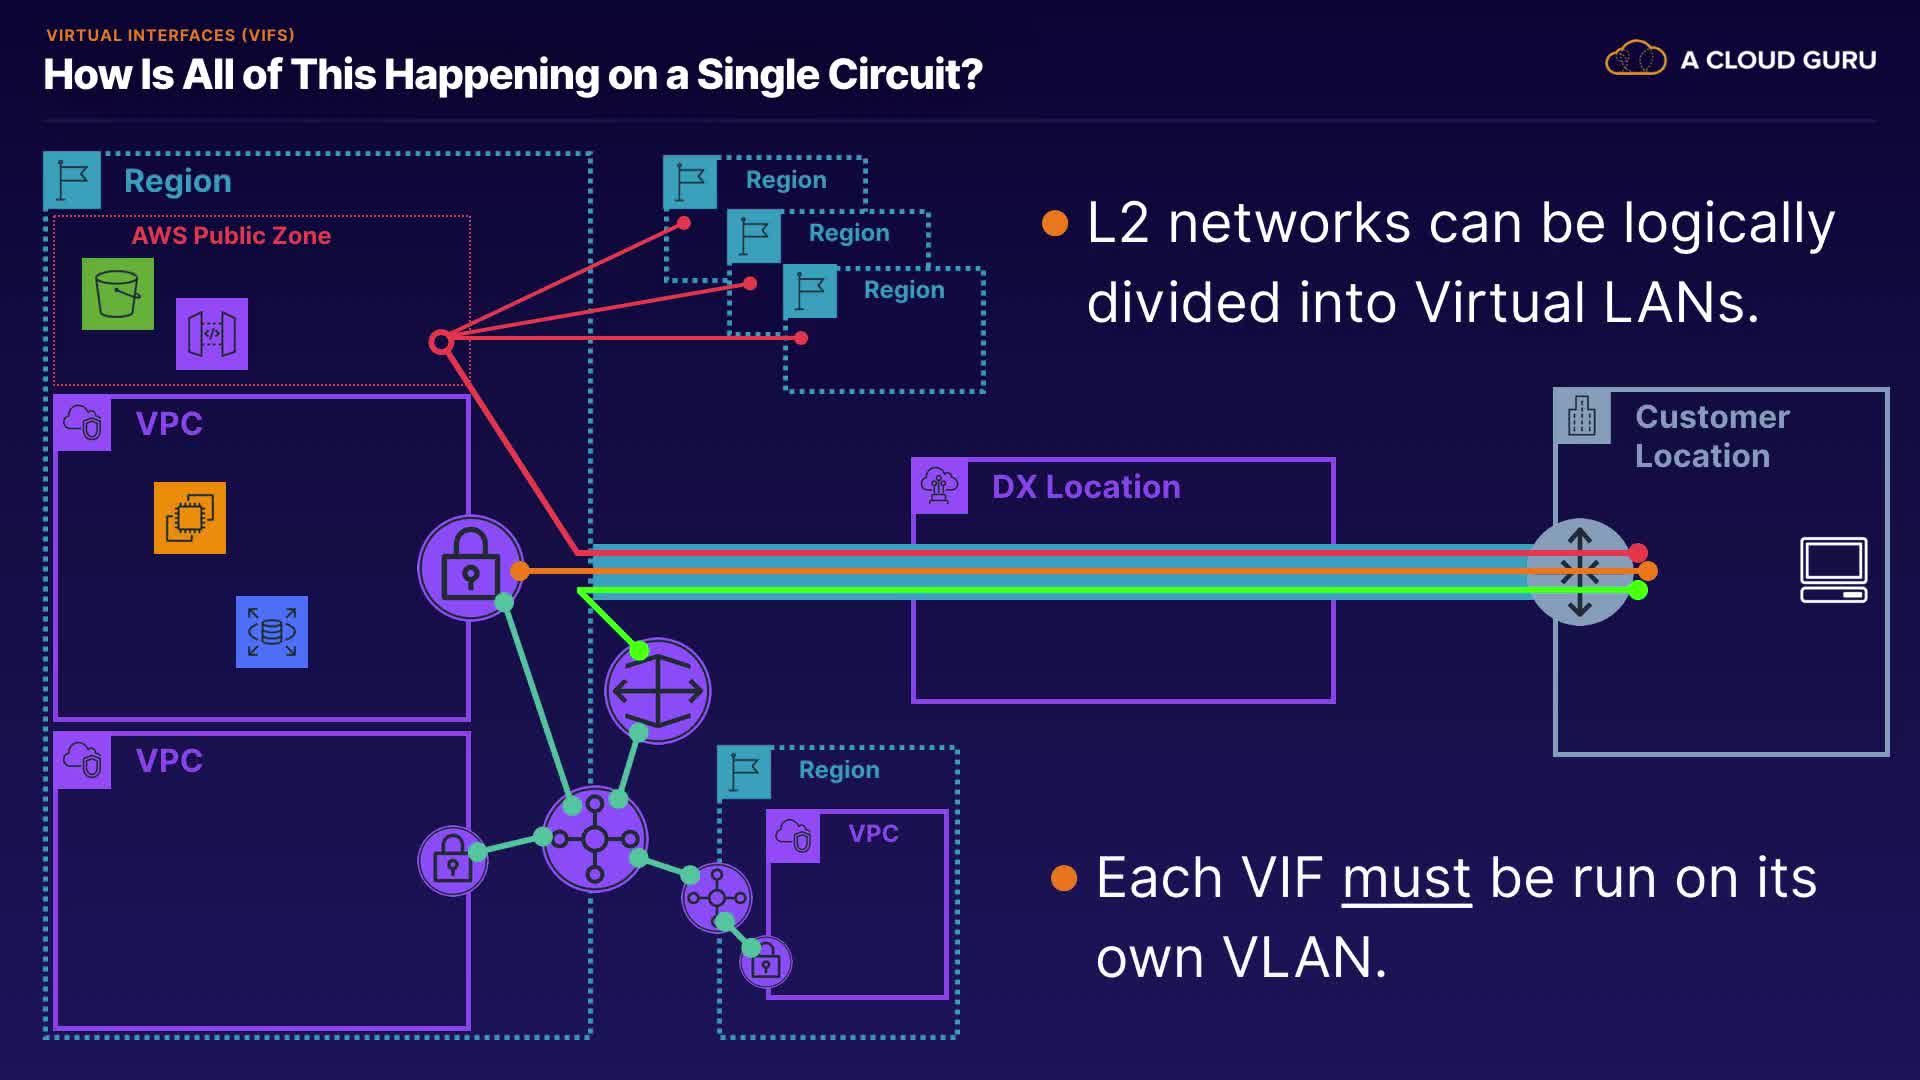 VIRTUAL INTERFACES (VIFS)
How Is All of This Happening on a Single Circuit?
A CLOUD GURU
Region
AWS Public Zone
</>
VPC
VPC
Region
Region
Region
L2 networks can be logically
divided into Virtual LANs.
DX Location
Customer
Location
Region
VPC
Each VIF must be run on its
own VLAN.